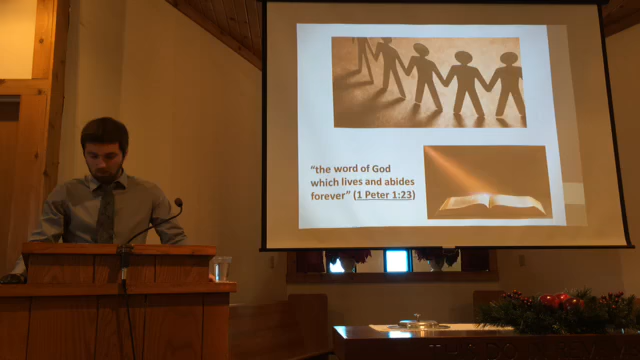 “the word of God
which lives and abides
forever” (1 Peter 1:23)